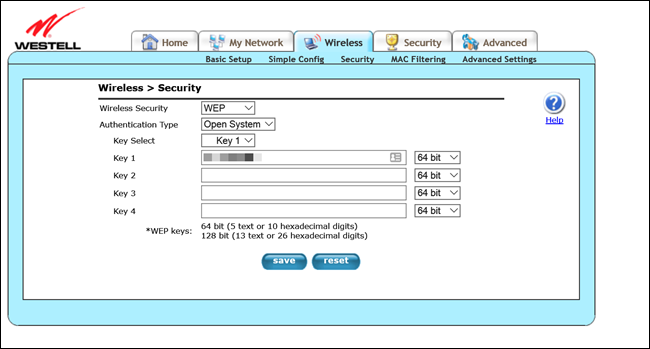 WESTELL
Home
My Network
Wireless
Security
Advanced
Basic Setup
Simple Config
Security
MAC Filtering
Advanced Settings
Wireless > Security
Wireless Security WEP
Authentication Type Open System
Key Select Key 1
Key 1 64 bit
Key 2 64 bit
Key 3 64 bit
Key 4 64 bit
*WEP keys: 64 bit (5 text or 10 hexadecimal digits)
128 bit (13 text or 26 hexadecimal digits)
save reset
Help